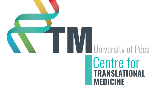 TM
University of Pécs
Centre for
TRANSLATIONAL
MEDICINE